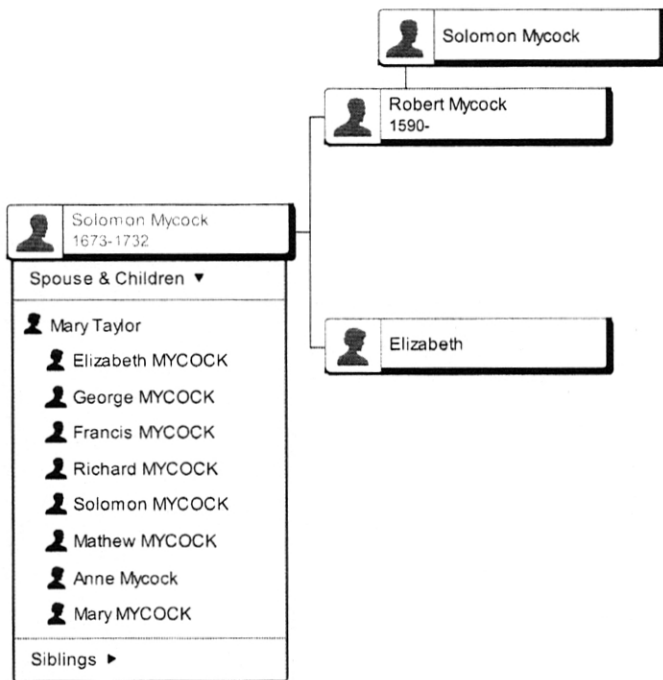 Solomon Mycock
Robert Mycock
1590-
Solomon Mycock
1673-1732
Spouse & Children ▼
Mary Taylor
Elizabeth MYCOCK
George MYCOCK
Francis MYCOCK
Richard MYCOCK
Solomon MYCOCK
Mathew MYCOCK
Anne Mycock
Mary MYCOCK
Siblings ►
Elizabeth